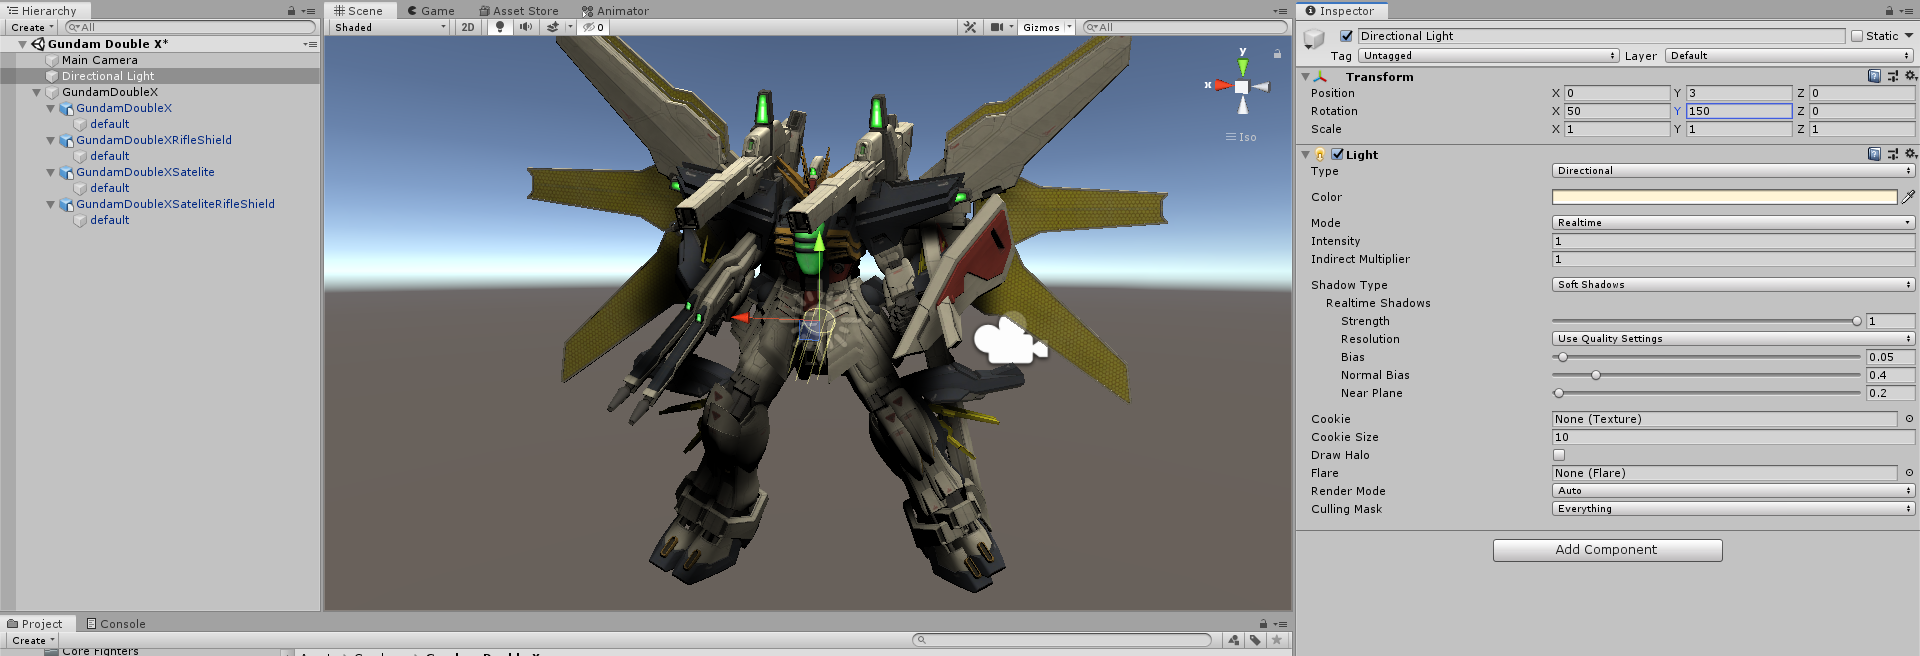 Hierarchy
Create All
Gundam Double X*
Main Camera
Directional Light
GundamDoubleX
GundamDoubleX
default
GundamDoubleXRifleShield
default
GundamDoubleXSatelite
default
GundamDoubleXSateliteRifleShield
default
Scene Game Asset Store Animator
Shaded 2D 0 Gizmos All
y
x
Iso
Project Console
Create
Core Fighters
Inspector
Directional Light Static
Tag Untagged Layer Default
Transform
Position X 0 Y 3 Z 0
Rotation X 50 Y 150 Z 0
Scale X 1 Y 1 Z 1
Light
Type Directional
Color
Mode Realtime
Intensity 1
Indirect Multiplier 1
Shadow Type Soft Shadows
Realtime Shadows
Strength 1
Resolution Use Quality Settings
Bias 0.05
Normal Bias 0.4
Near Plane 0.2
Cookie None (Texture)
Cookie Size 10
Draw Halo
Flare None (Flare)
Render Mode Auto
Culling Mask Everything
Add Component